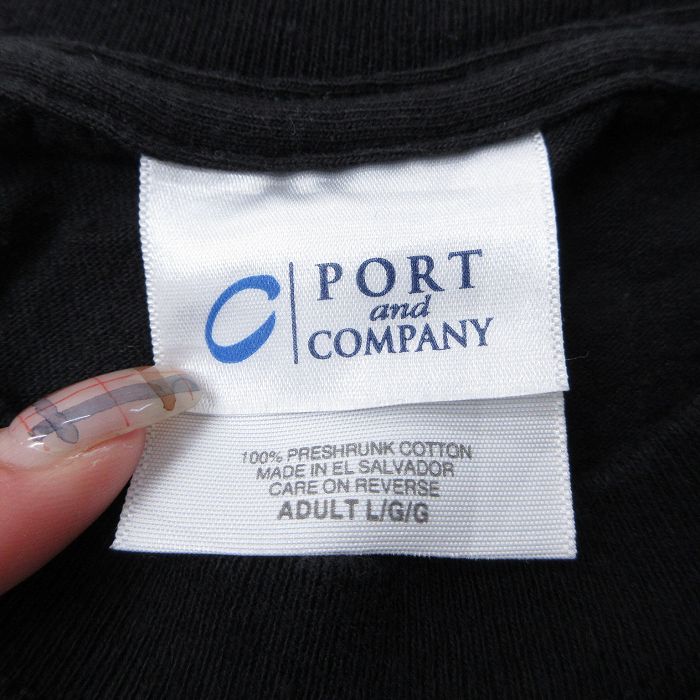 PORT
and
COMPANY
100% PRESHRUNK COTTON
MADE IN EL SALVADOR
CARE ON REVERSE
ADULT L/G/G